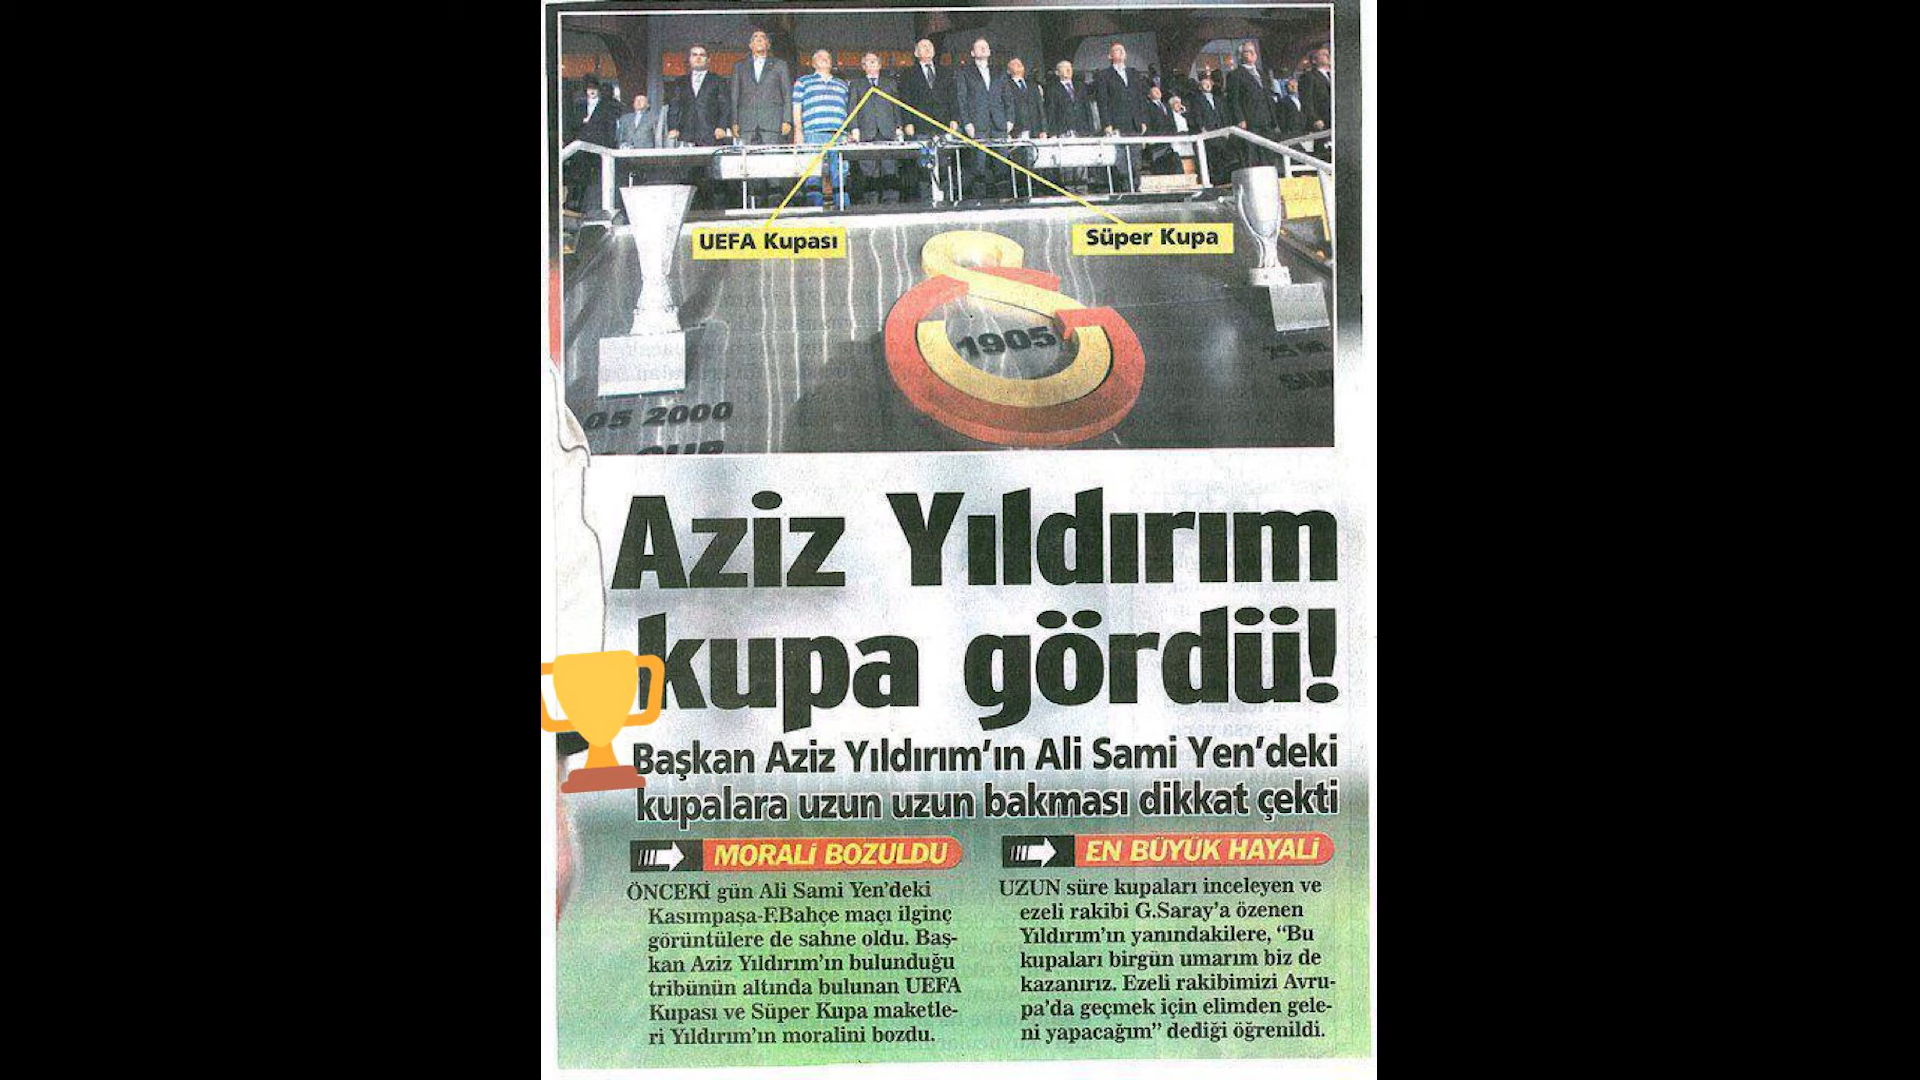 UEFA Kupası
Süper Kupa
1905
05 2000
CUP
Aziz Yıldırım
kupa gördü!
Başkan Aziz Yıldırım'ın Ali Sami Yen'deki
kupalara uzun uzun bakması dikkat çekti
MORALİ BOZULDU
ÖNCEKİ gün Ali Sami Yen'deki
Kasımpaşa-F.Bahçe maçı ilginç
görüntülere de sahne oldu. Baş-
kan Aziz Yıldırım'ın bulunduğu
tribünün altında bulunan UEFA
Kupası ve Süper Kupa maketle-
ri Yıldırım'ın moralini bozdu.
EN BÜYÜK HAYALİ
UZUN süre kupaları inceleyen ve
ezeli rakibi G.Saray'a özenen
Yıldırım'ın yanındakilere, “Bu
kupaları birgün umarım biz de
kazanırız. Ezeli rakibimizi Avru-
pa'da geçmek için elimden gele-
ni yapacağım” dediği öğrenildi.